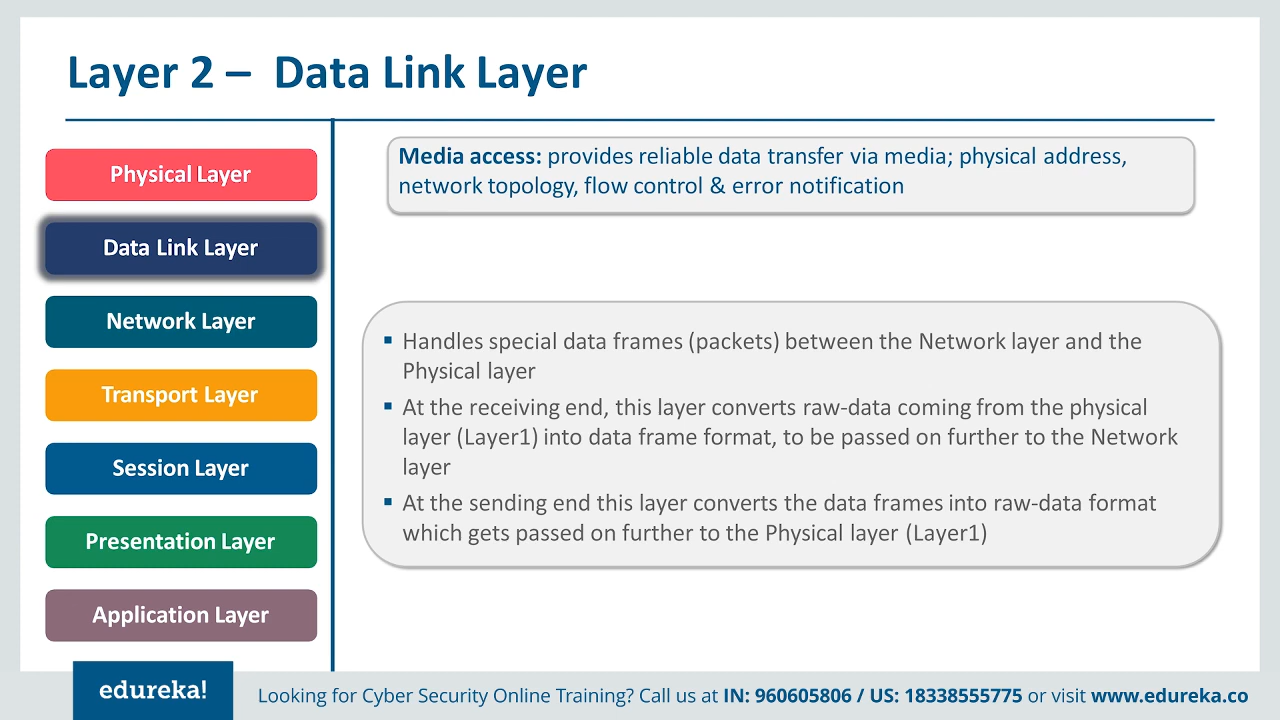 Layer 2 – Data Link Layer
Physical Layer
Data Link Layer
Network Layer
Transport Layer
Session Layer
Presentation Layer
Application Layer
Media access: provides reliable data transfer via media; physical address,
network topology, flow control & error notification
▪ Handles special data frames (packets) between the Network layer and the
Physical layer
▪ At the receiving end, this layer converts raw-data coming from the physical
layer (Layer1) into data frame format, to be passed on further to the Network
layer
▪ At the sending end this layer converts the data frames into raw-data format
which gets passed on further to the Physical layer (Layer1)
edureka!
Looking for Cyber Security Online Training? Call us at IN: 960605806 / US: 18338555775 or visit www.edureka.co